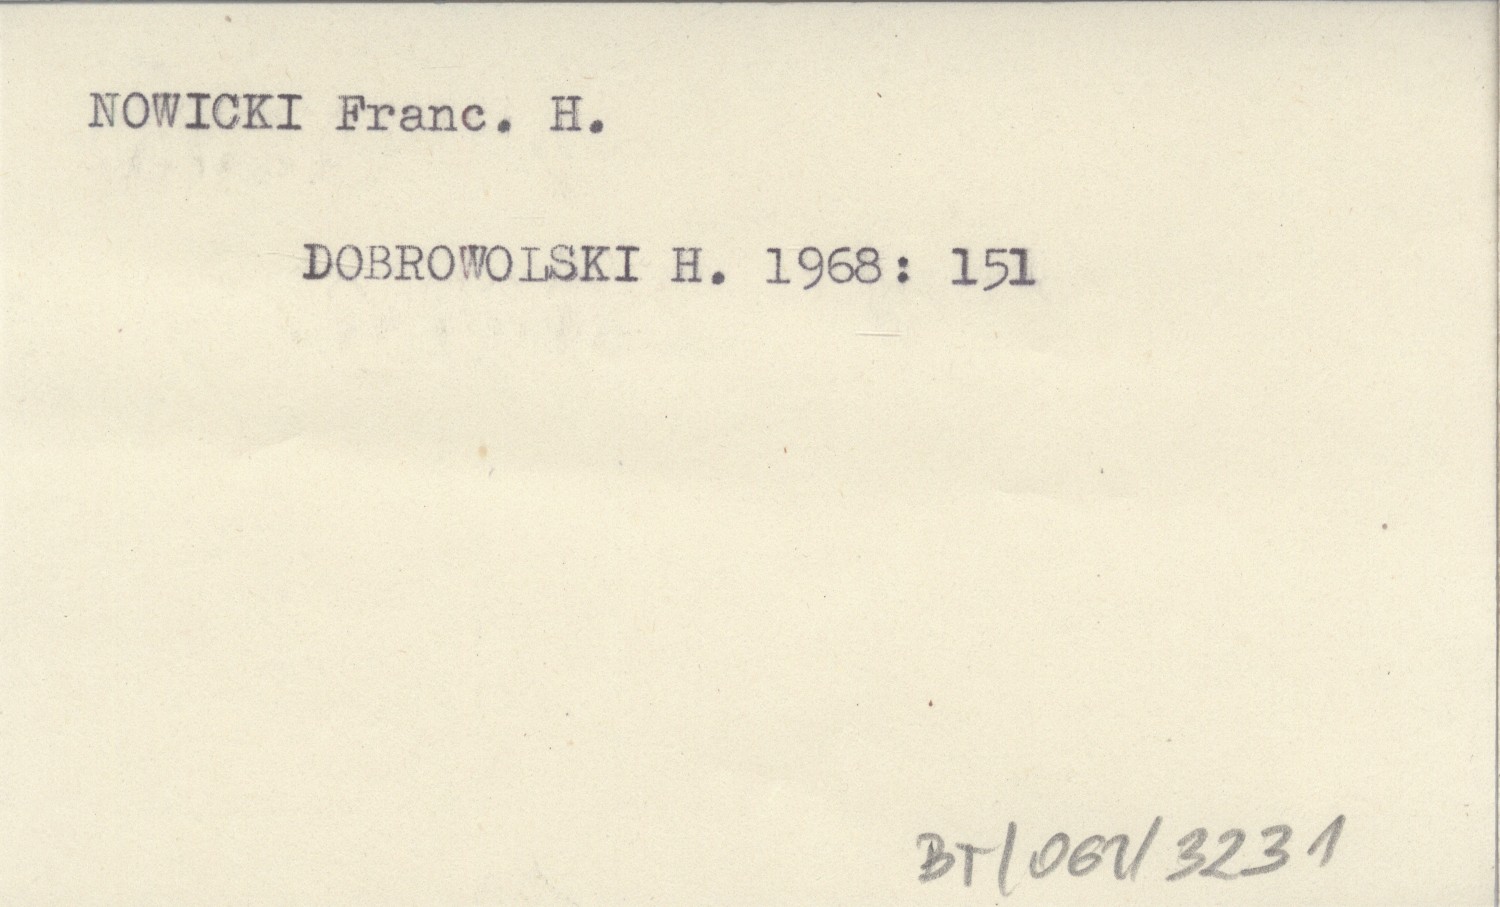 NOWICKI Franc. H.
DOBROWOLSKI H. 1968: 151
BT/061/3231